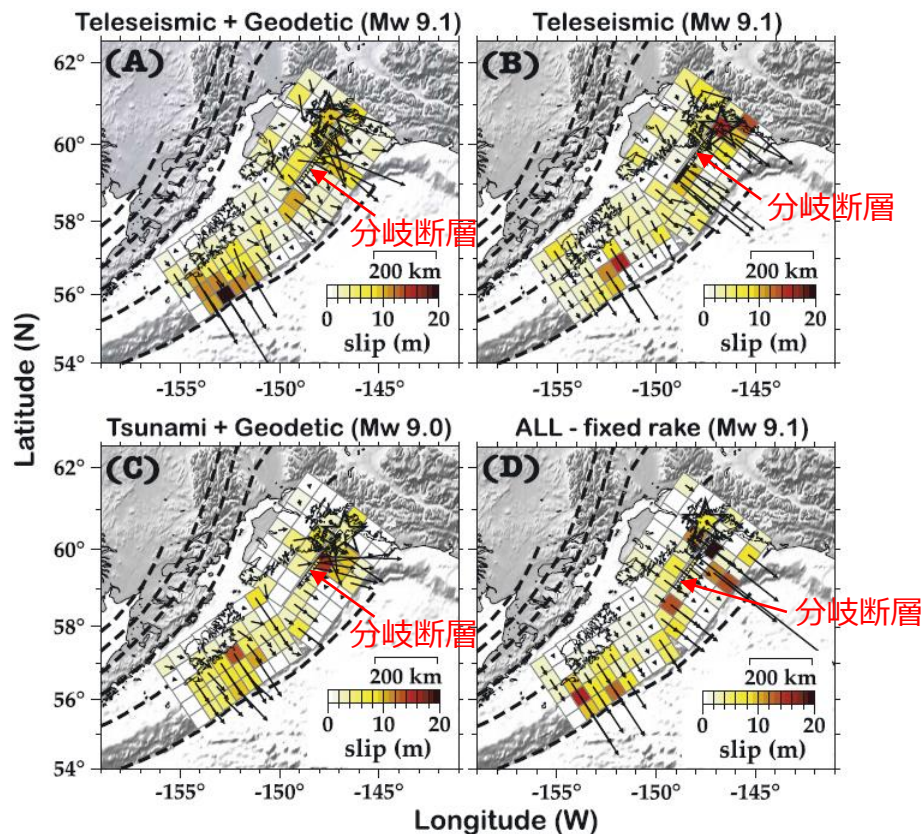 Teleseismic + Geodetic (Mw 9.1)
Teleseismic (Mw 9.1)
(A)
(B)
62°
60°
58°
56°
54°
分岐断層
分岐断層
200 km
200 km
0 10 20
0 10 20
slip (m)
slip (m)
-155° -150° -145°
-155° -150° -145°
Latitude (N)
Tsunami + Geodetic (Mw 9.0)
ALL - fixed rake (Mw 9.1)
(C)
(D)
62°
60°
58°
56°
54°
分岐断層
分岐断層
200 km
200 km
0 10 20
0 10 20
slip (m)
slip (m)
-155° -150° -145°
-155° -150° -145°
Longitude (W)